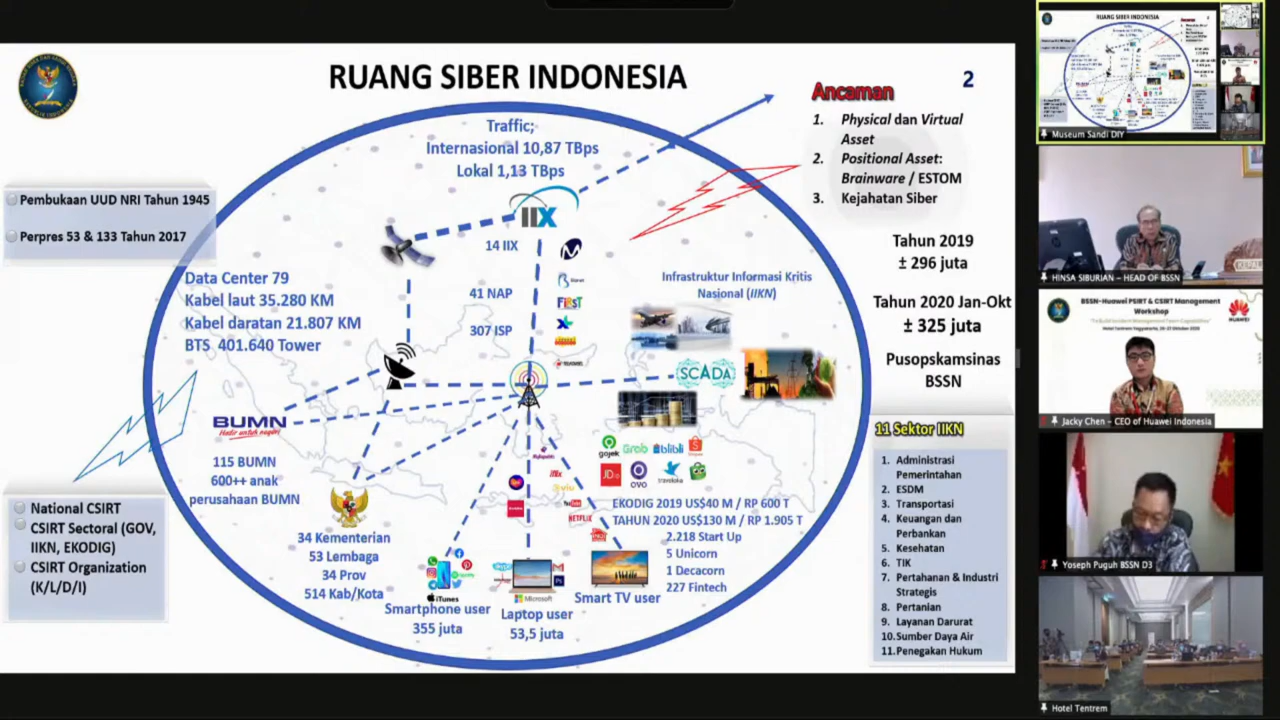 RUANG SIBER INDONESIA
2
Traffic;
Internasional 10,87 TBps
Lokal 1,13 TBps
IIX
14 IIX
41 NAP
307 ISP
FiRST
Ancaman
1. Physical dan Virtual
Asset
2. Positional Asset:
Brainware / ESTOM
3. Kejahatan Siber
Tahun 2019
± 296 juta
Tahun 2020 Jan-Okt
± 325 juta
Pusopskamsinas
BSSN
Pembukaan UUD NRI Tahun 1945
Perpres 53 & 133 Tahun 2017
Data Center 79
Kabel laut 35.280 KM
Kabel daratan 21.807 KM
BTS 401.640 Tower
Infrastruktur Informasi Kritis
Nasional (IIKN)
SCADA
BUMN
Hadir untuk negeri
115 BUMN
600++ anak
perusahaan BUMN
gojek
Grab
blibli
JD
OVO
traveloka
iflix
YouTube
NETFLIX
EKODIG 2019 US$40 M / RP 600 T
TAHUN 2020 US$130 M / RP 1.905 T
2.218 Start Up
5 Unicorn
1 Decacorn
227 Fintech
34 Kementerian
53 Lembaga
34 Prov
514 Kab/Kota
iTunes
Smartphone user
355 juta
Microsoft
Laptop user
53,5 juta
Smart TV user
National CSIRT
CSIRT Sectoral (GOV,
IIKN, EKODIG)
CSIRT Organization
(K/L/D/I)
11 Sektor IIKN
1. Administrasi
Pemerintahan
2. ESDM
3. Transportasi
4. Keuangan dan
Perbankan
5. Kesehatan
6. TIK
7. Pertahanan & Industri
Strategis
8. Pertanian
9. Layanan Darurat
10. Sumber Daya Air
11. Penegakan Hukum
RUANG SIBER INDONESIA
Ancaman
Museum Sandi DIY
HINSA SIBURIAN – HEAD OF BSSN
BSSN-Huawei PSIRT & CSIRT Management
Workshop
HUAWEI
Jacky Chen – CEO of Huawei Indonesia
Yoseph Puguh BSSN D3
Hotel Tentrem